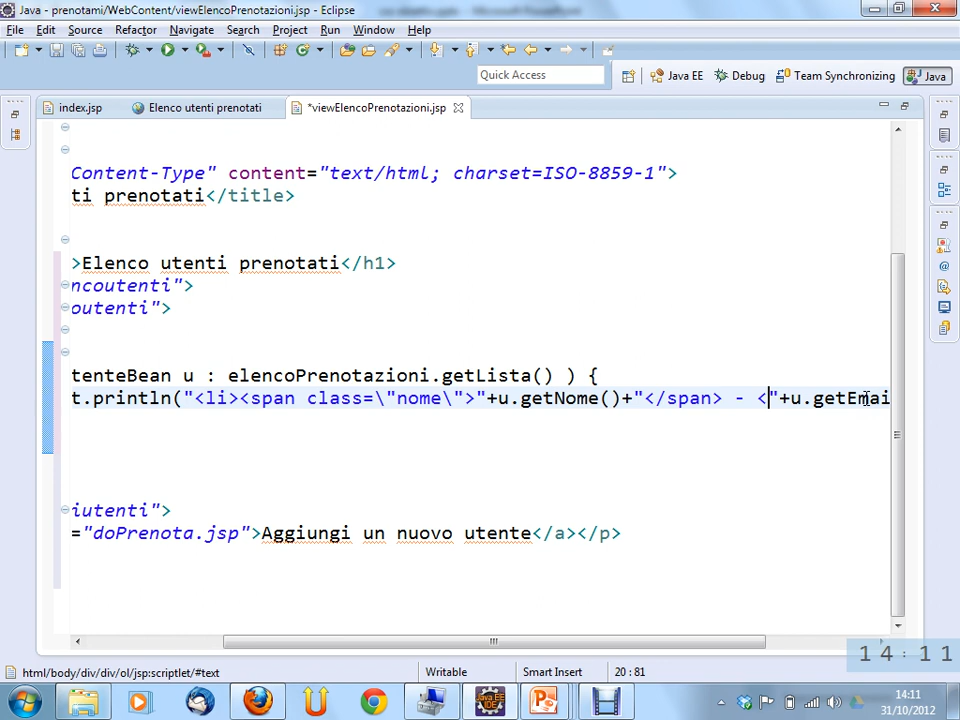 Java - prenotami/WebContent/viewElencoPrenotazioni.jsp - Eclipse
File Edit Source Refactor Navigate Search Project Run Window Help
Quick Access Java EE Debug Team Synchronizing Java
index.jsp Elenco utenti prenotati *viewElencoPrenotazioni.jsp
Content-Type" content="text/html; charset=ISO-8859-1">
ti prenotati</title>
>Elenco utenti prenotati</h1>
ncoutenti">
outenti">
tenteBean u : elencoPrenotazioni.getLista() ) {
t.println("<li><span class=\"nome\">"+u.getNome()+"</span> - <"+u.getEmai
iutenti">
="doPrenota.jsp">Aggiungi un nuovo utente</a></p>
14:11
html/body/div/div/ol/jsp:scriptlet/#text Writable Smart Insert 20 : 81
14:11
31/10/2012